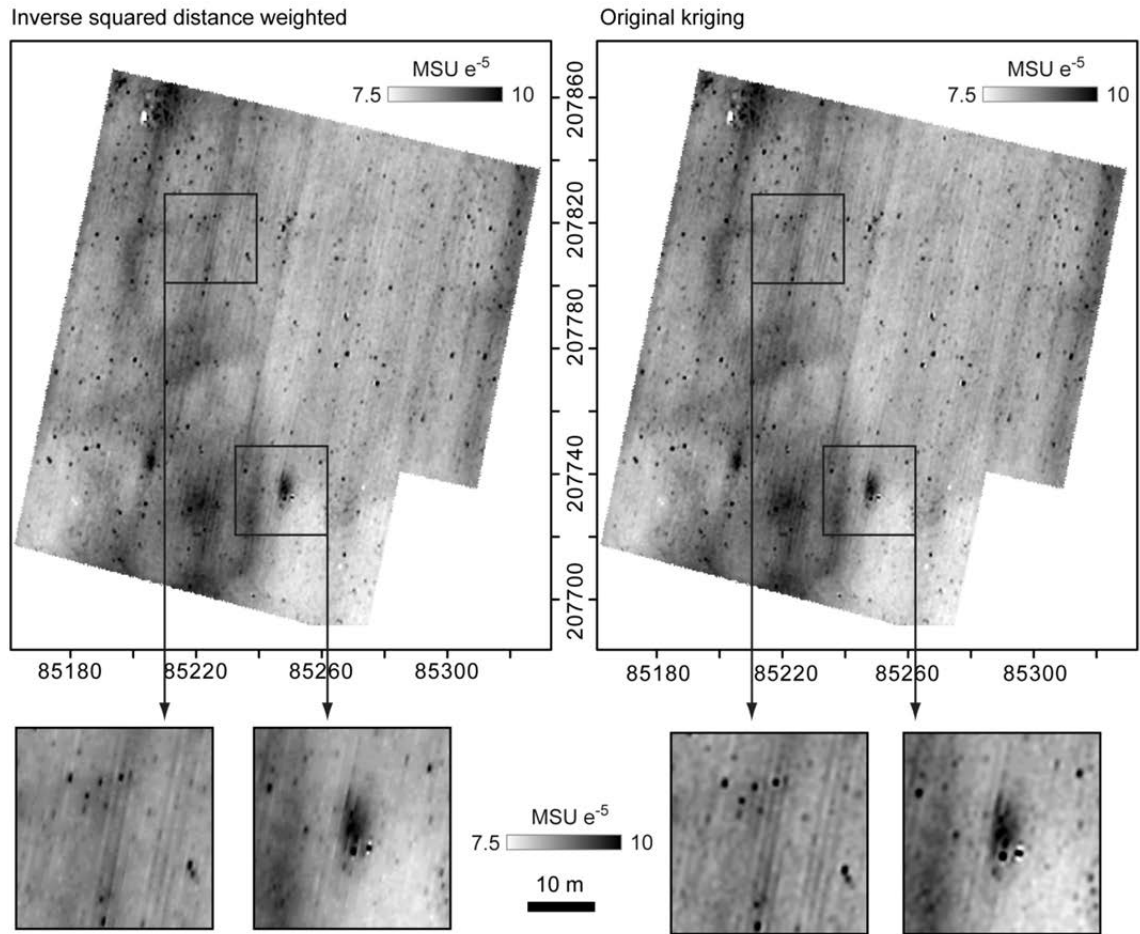 Inverse squared distance weighted
Original kriging
MSU e-5
7.5 10
MSU e-5
7.5 10
207860
207820
207780
207740
207700
85180 85220 85260 85300
85180 85220 85260 85300
MSU e-5
7.5 10
10 m